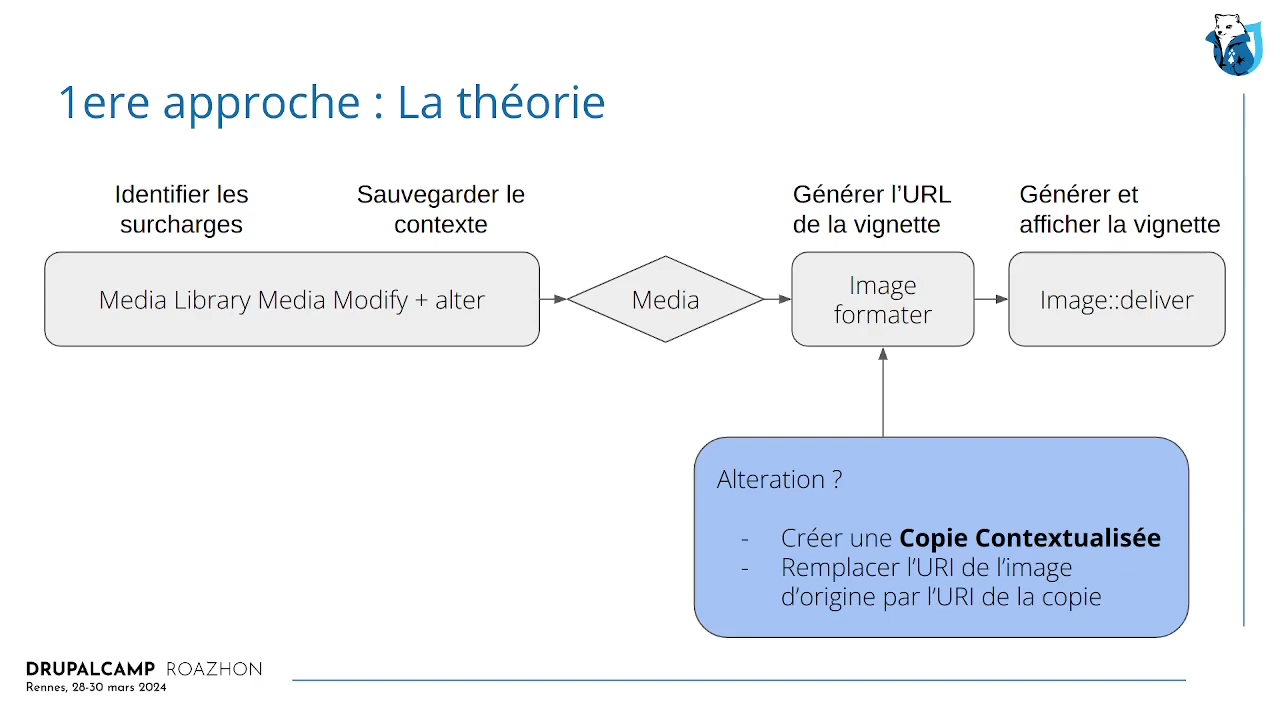 1ere approche : La théorie
Identifier les
surcharges
Sauvegarder le
contexte
Générer l’URL
de la vignette
Générer et
afficher la vignette
Media Library Media Modify + alter
Media
Image
formater
Image::deliver
Alteration ?
- Créer une Copie Contextualisée
- Remplacer l’URI de l’image
d’origine par l’URI de la copie
DRUPALCAMP ROAZHON
Rennes, 28-30 mars 2024